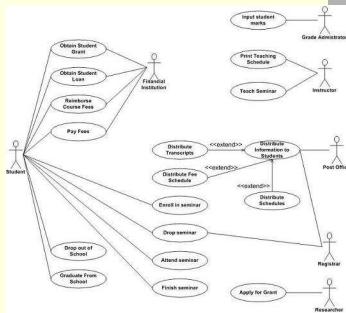 Input student
marks
Grade Admistrator
Obtain Student
Grant
Print Teaching
Schedule
Obtain Student
Loan
Financial
Institution
Instructor
Teach Seminar
Reimburse
Course Fees
Pay Fees
Distribute
Transcripts
<<extend>>
Distribute
Information to
Students
<<extend>>
Post Offic
Student
Distribute Fee
Schedule
<<extend>>
Distribute
Schedules
Enroll in seminar
Drop seminar
Drop out of
School
Attend seminar
Registrar
Graduate From
School
Finish seminar
Apply for Grant
Researcher